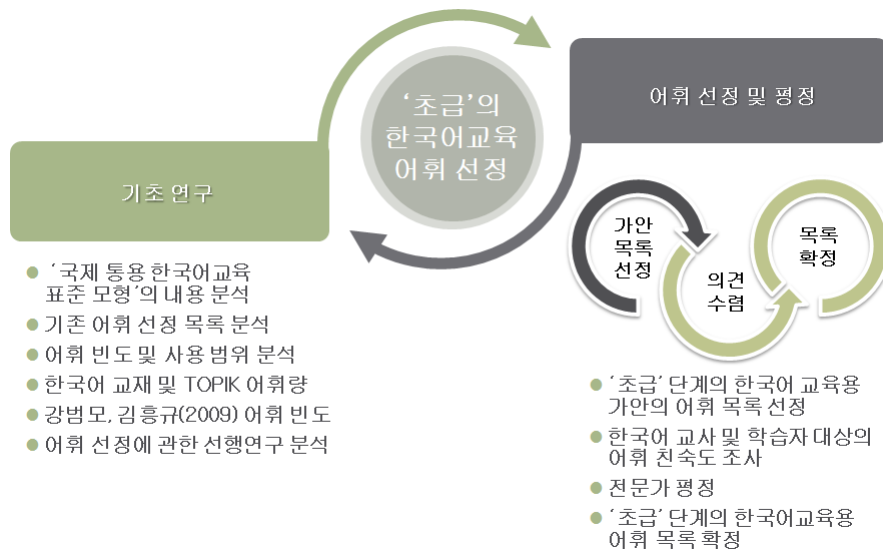 '초급'의
한국어교육
어휘 선정
기초 연구
● '국제 통용 한국어교육
표준 모형'의 내용 분석
● 기존 어휘 선정 목록 분석
● 어휘 빈도 및 사용 범위 분석
● 한국어 교재 및 TOPIK 어휘량
● 강범모, 김흥규(2009) 어휘 빈도
● 어휘 선정에 관한 선행연구 분석
어휘 선정 및 평정
가안
목록
선정
의견
수렴
목록
확정
● '초급' 단계의 한국어 교육용
가안의 어휘 목록 선정
● 한국어 교사 및 학습자 대상의
어휘 친숙도 조사
● 전문가 평정
● '초급' 단계의 한국어교육용
어휘 목록 확정